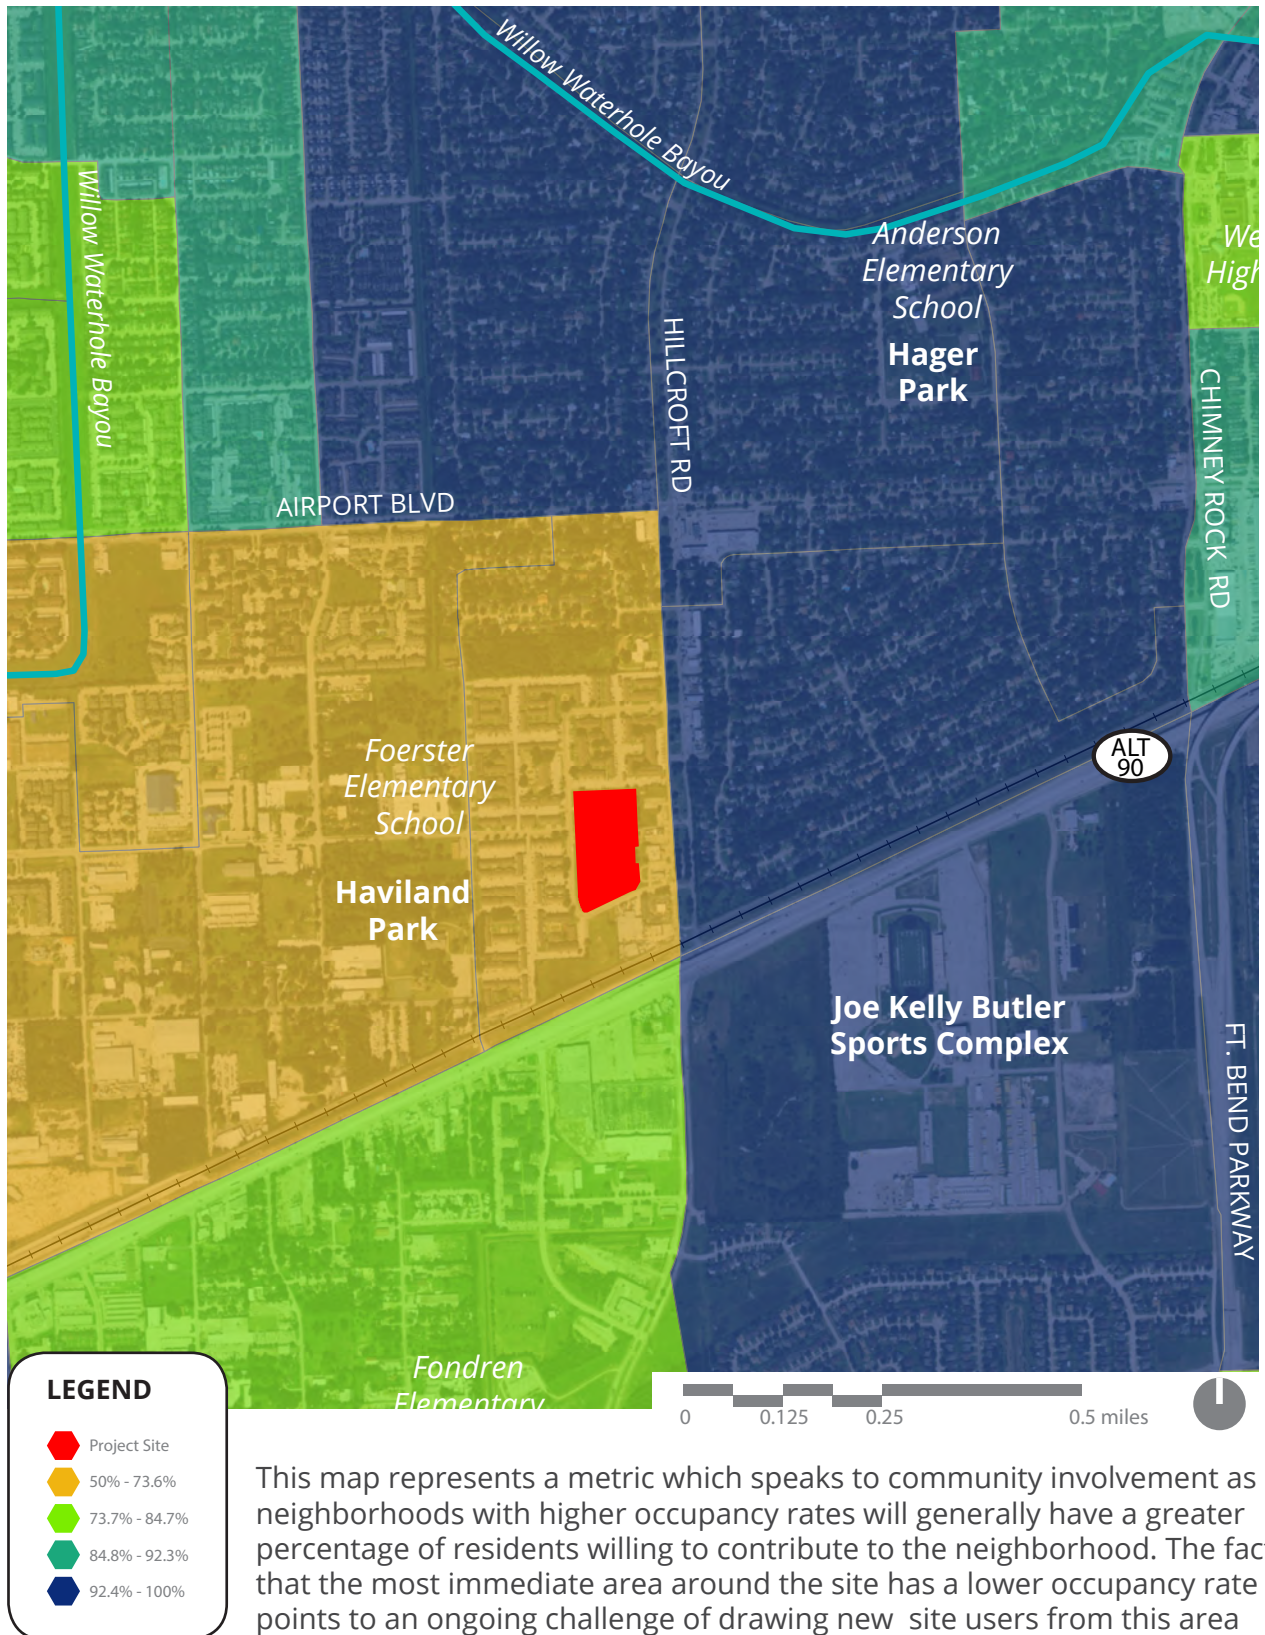 Willow Waterhole Bayou
Willow Waterhole Bayou
Anderson
Elementary
School
Hager
Park
We
High
HILLCROFT RD
CHIMNEY ROCK RD
AIRPORT BLVD
ALT
90
Foerster
Elementary
School
Haviland
Park
Joe Kelly Butler
Sports Complex
FT. BEND PARKWAY
Fondren
Elementary
LEGEND
Project Site
50% - 73.6%
73.7% - 84.7%
84.8% - 92.3%
92.4% - 100%
0 0.125 0.25 0.5 miles
This map represents a metric which speaks to community involvement as
neighborhoods with higher occupancy rates will generally have a greater
percentage of residents willing to contribute to the neighborhood. The fact
that the most immediate area around the site has a lower occupancy rate
points to an ongoing challenge of drawing new site users from this area